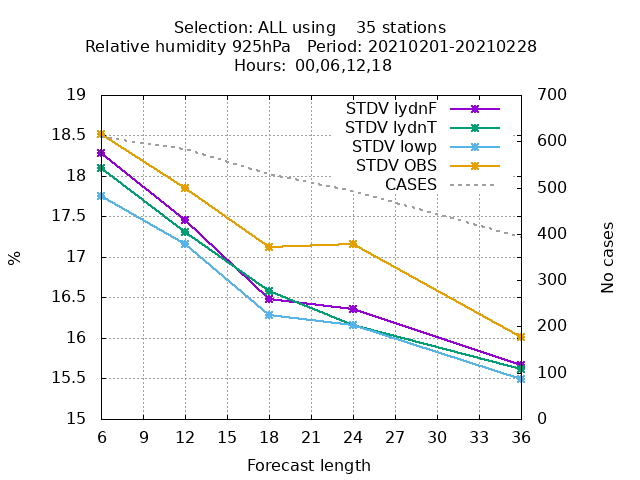 Selection: ALL using    35 stations
Relative humidity 925hPa   Period: 20210201-20210228
Hours: 00,06,12,18
19
18.5
18
17.5
17
16.5
16
15.5
15
700
600
500
400
300
200
100
0
STDV lydnF
STDV lydnT
STDV lowp
STDV OBS
CASES
%
No cases
6 9 12 15 18 21 24 27 30 33 36
Forecast length